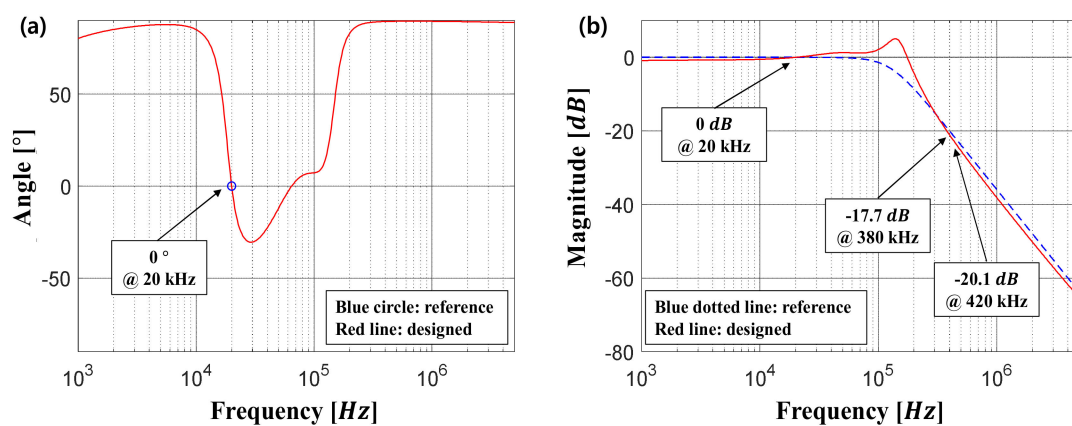 (a)
50
0
-50
Angle [°]
0 °
@ 20 kHz
Blue circle: reference
Red line: designed
10³
10⁴
10⁵
10⁶
Frequency [Hz]
(b)
0
-20
-40
-60
-80
Magnitude [dB]
0 dB
@ 20 kHz
-17.7 dB
@ 380 kHz
-20.1 dB
@ 420 kHz
Blue dotted line: reference
Red line: designed
10³
10⁴
10⁵
10⁶
Frequency [Hz]